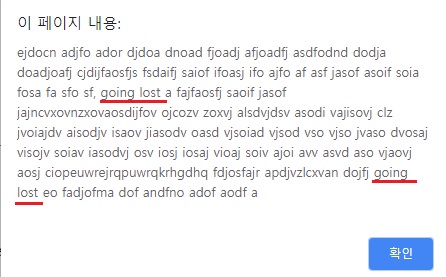 이 페이지 내용:
ejdocn adjfo ador djdoa dnoad fjoadj afjoadfj asdfodnd dodja
doadjoafj cjdijfaosfjs fsdaifj saiof ifoasj ifo ajfo af asf jasof asoif soia
fosa fa sfo sf, going lost a fajfaosfj saoif jasof
jajncvxovnzxovaosdijfov ojcozv zoxvj alsdvjdsv asodi vajisovj clz
jvoiajdv aisodjv isaov jiasodv oasd vjsoiad vjsod vso vjso jvaso dvosaj
visojv soiav iasodvj osv iosj iosaj vioaj soiv ajoi avv asvd aso vjaovj
aosj ciopeuwrejrqpuwrqkrhgdhq fdjosfajr apdjvzlcxvan dojfj going
lost eo fadjofma dof andfno adof aodf a
확인